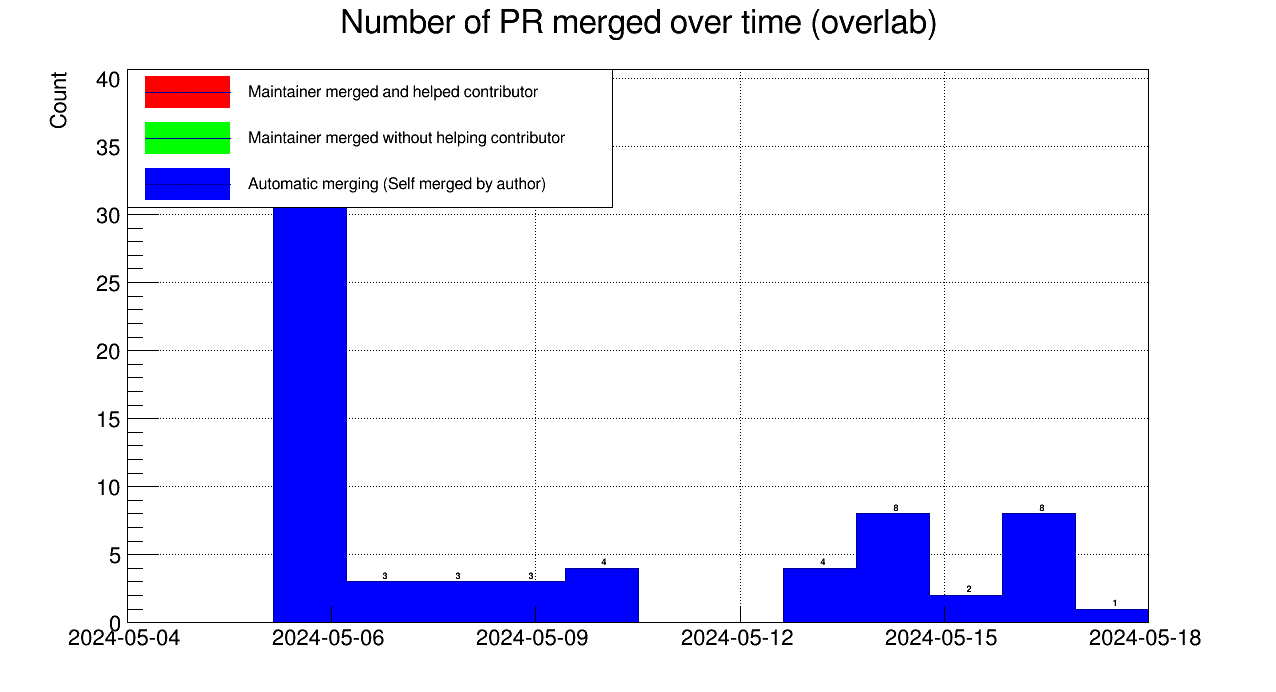 Number of PR merged over time (overlab)
Count
40
35
30
25
20
15
10
5
0
Maintainer merged and helped contributor
Maintainer merged without helping contributor
Automatic merging (Self merged by author)
3 3 3 4 4 8 2 8 1
2024-05-04 2024-05-06 2024-05-09 2024-05-12 2024-05-15 2024-05-18